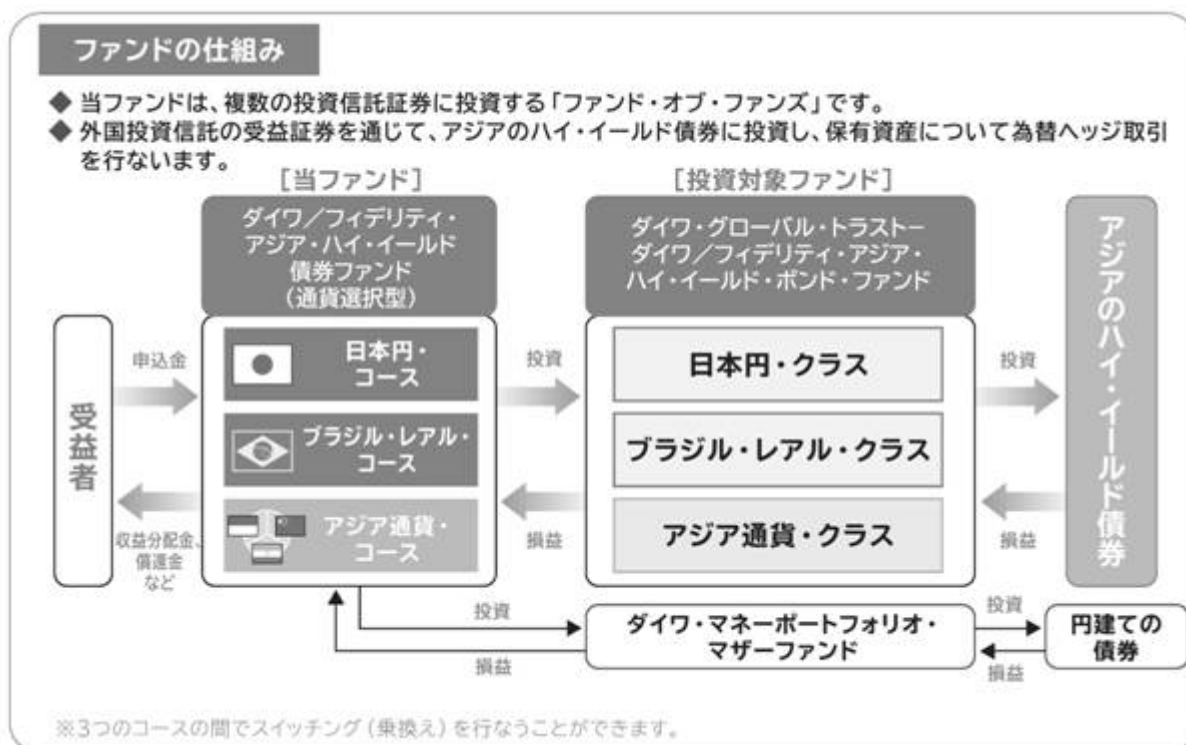 ファンドの仕組み
◆ 当ファンドは、複数の投資信託証券に投資する「ファンド・オブ・ファンズ」です。
◆ 外国投資信託の受益証券を通じて、アジアのハイ・イールド債券に投資し、保有資産について為替ヘッジ取引
を行ないます。
[当ファンド]
[投資対象ファンド]
ダイワ／フィデリティ・
アジア・ハイ・イールド
債券ファンド
(通貨選択型)
ダイワ・グローバル・トラストー
ダイワ／フィデリティ・アジア・
ハイ・イールド・ボンド・ファンド
受益者
申込金
収益分配金、
償還金
など
日本円・
コース
ブラジル・レアル・
コース
アジア通貨・
コース
投資
損益
日本円・クラス
ブラジル・レアル・クラス
アジア通貨・クラス
投資
損益
アジアのハイ・イールド債券
投資
損益
ダイワ・マネーポートフォリオ・
マザーファンド
投資
損益
円建ての
債券
※3つのコースの間でスイッチング(乗換え)を行なうことができます。